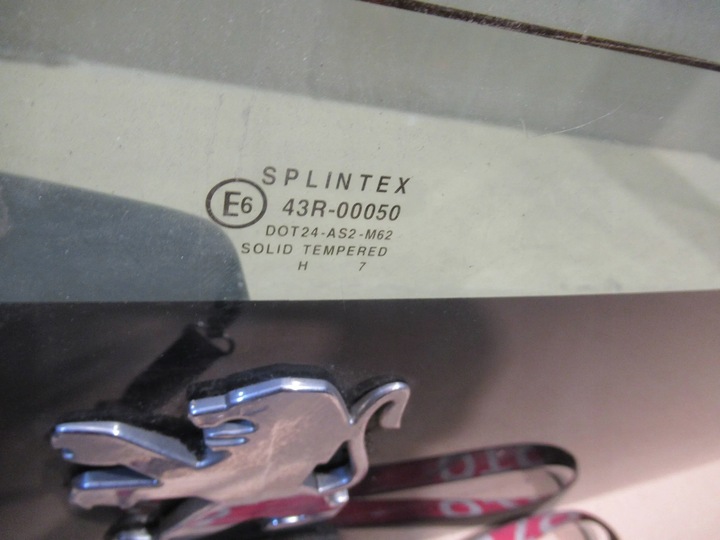 SPLINTEX
E6 43R-00050
DOT24-AS2-M62
SOLID TEMPERED
H 7